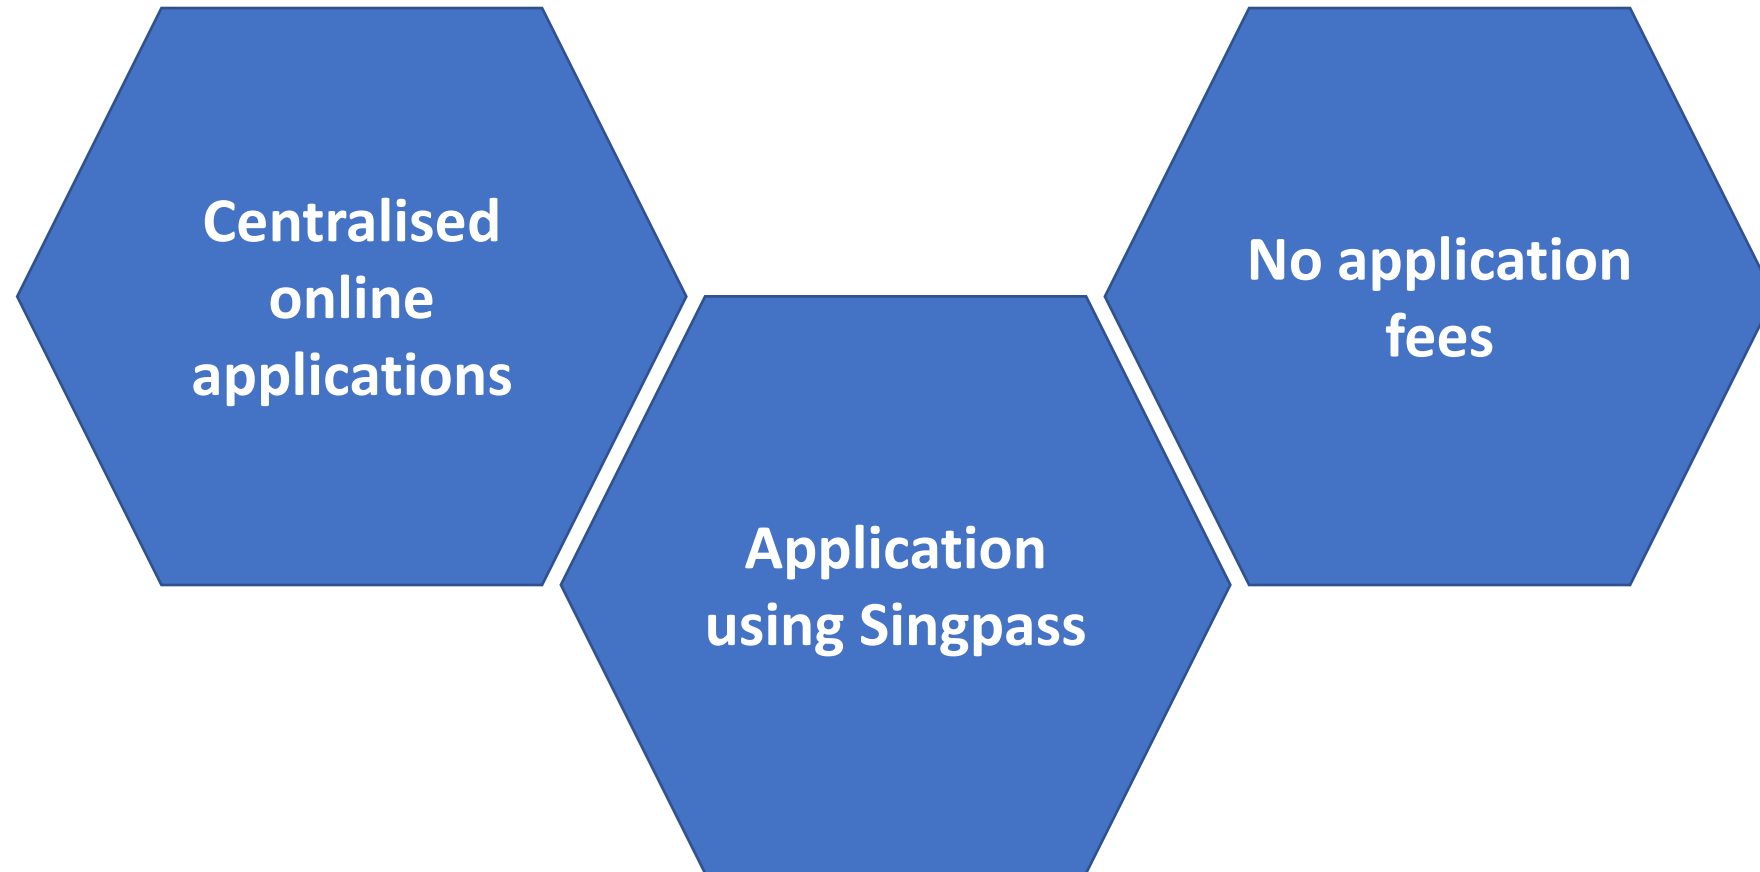 Centralised
online
applications
Application
using Singpass
No application
fees